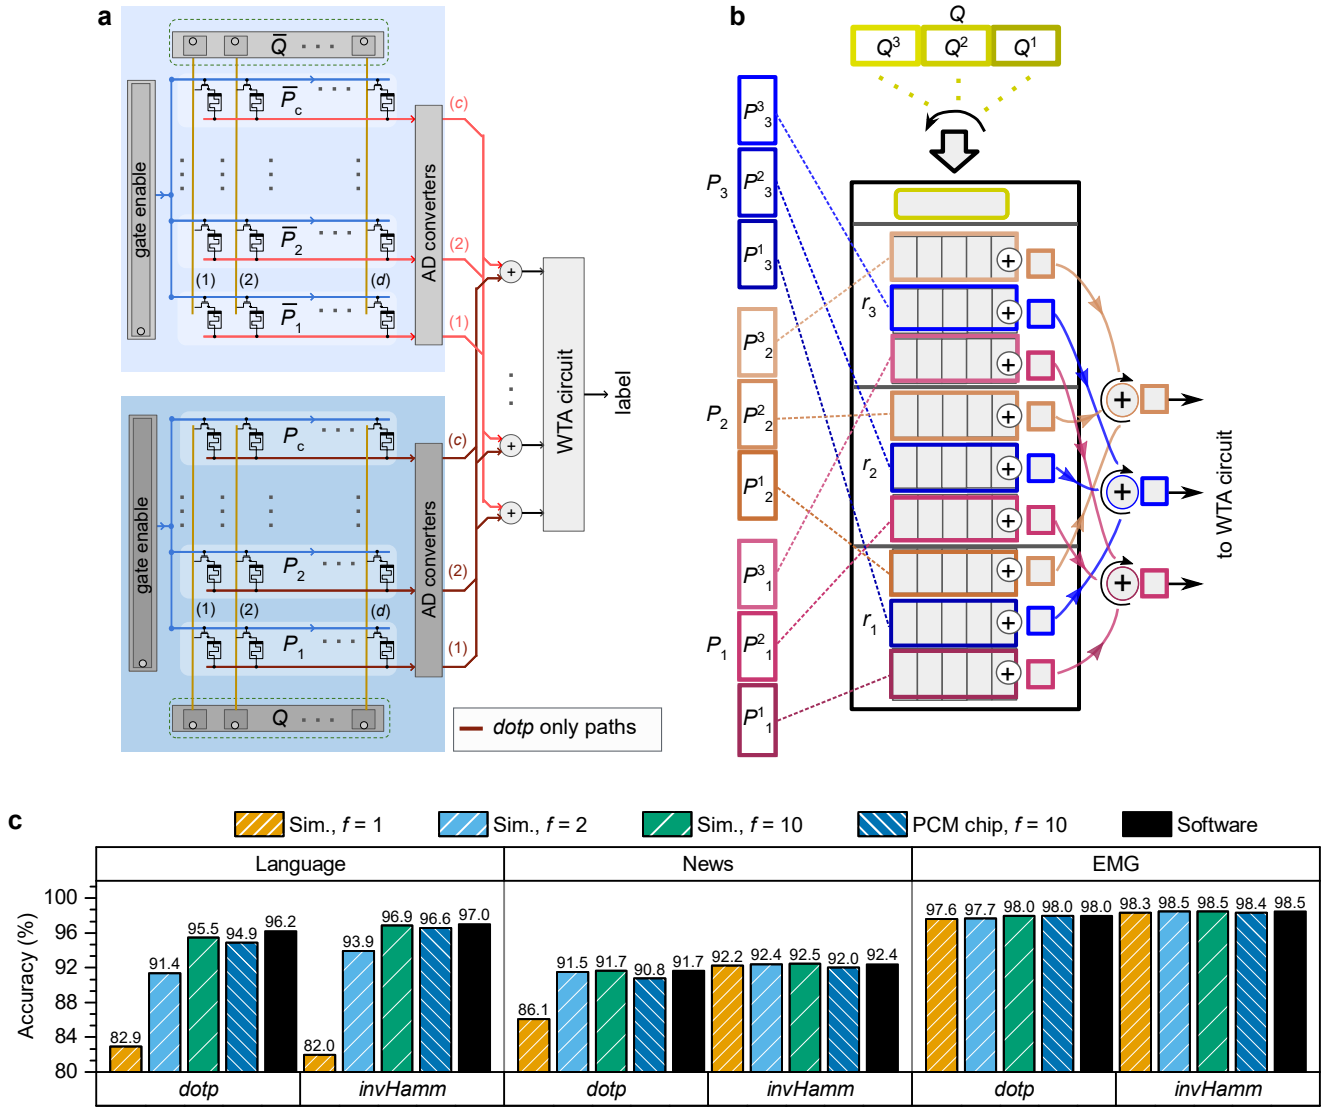 a
Q̅ · · ·
P̅c
gate enable
P̅2
(1) (2) (d)
P̅1
AD converters
(c)
(2)
(1)
Pc
gate enable
P2
(1) (2) (d)
P1
AD converters
(c)
(2)
(1)
Q · · ·
+
+
+
WTA circuit
label
dotp only paths
b
Q
Q³ Q² Q¹
P3
P³3
P²3
P¹3
P2
P³2
P²2
P¹2
P1
P³1
P²1
P¹1
r3
r2
r1
+
+
+
+
+
+
+
+
+
+
+
+
to WTA circuit
c
Sim., f = 1 Sim., f = 2 Sim., f = 10 PCM chip, f = 10 Software
Language News EMG
Accuracy (%)
100
96
92
88
84
80
82.9 91.4 95.5 94.9 96.2
82.0 93.9 96.9 96.6 97.0
86.1 91.5 91.7 90.8 91.7
92.2 92.4 92.5 92.0 92.4
97.6 97.7 98.0 98.0 98.0
98.3 98.5 98.5 98.4 98.5
dotp invHamm dotp invHamm dotp invHamm